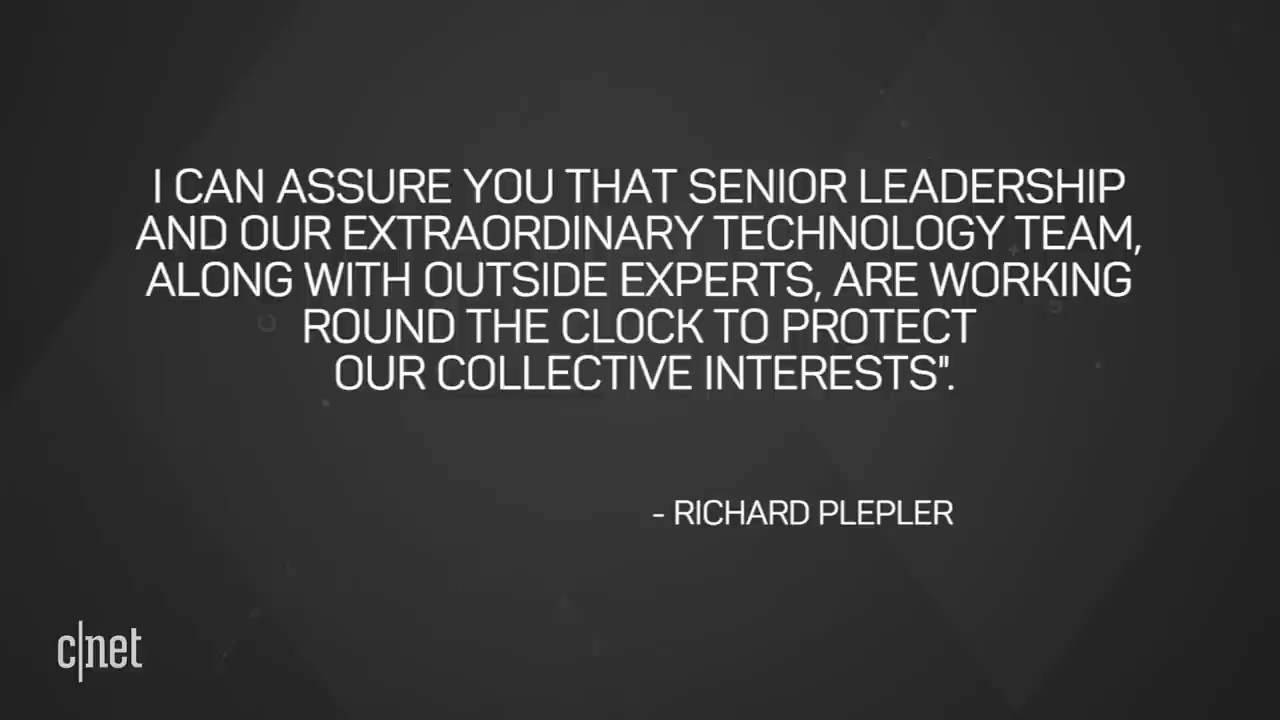 I CAN ASSURE YOU THAT SENIOR LEADERSHIP
AND OUR EXTRAORDINARY TECHNOLOGY TEAM,
ALONG WITH OUTSIDE EXPERTS, ARE WORKING
ROUND THE CLOCK TO PROTECT
OUR COLLECTIVE INTERESTS".
- RICHARD PLEPLER
c|net